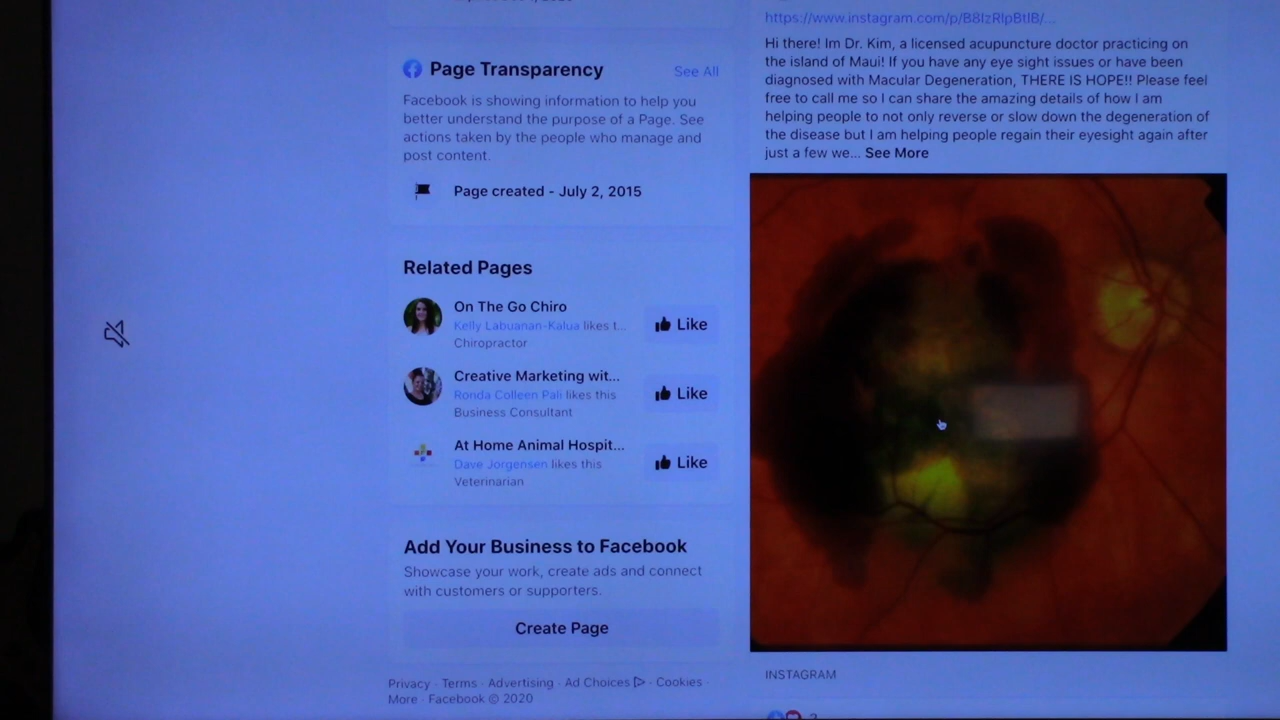 Page Transparency
See All
Facebook is showing information to help you
better understand the purpose of a Page. See
actions taken by the people who manage and
post content.
Page created - July 2, 2015
Related Pages
On The Go Chiro
Kelly Labuanan-Kalua likes t...
Chiropractor
Like
Creative Marketing wit...
Ronda Colleen Pali likes this
Business Consultant
Like
At Home Animal Hospit...
Dave Jorgensen likes this
Veterinarian
Like
Add Your Business to Facebook
Showcase your work, create ads and connect
with customers or supporters.
Create Page
Privacy · Terms · Advertising · Ad Choices · Cookies ·
More · Facebook © 2020
https://www.instagram.com/p/B8IzRlpBtlB/...
Hi there! Im Dr. Kim, a licensed acupuncture doctor practicing on
the island of Maui! If you have any eye sight issues or have been
diagnosed with Macular Degeneration, THERE IS HOPE!! Please feel
free to call me so I can share the amazing details of how I am
helping people to not only reverse or slow down the degeneration of
the disease but I am helping people regain their eyesight again after
just a few we... See More
INSTAGRAM